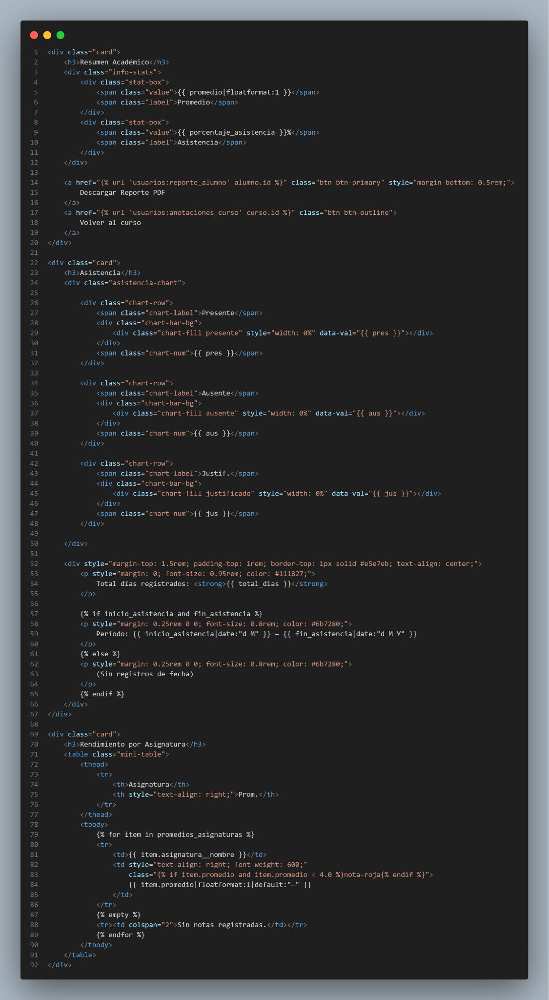 1 <div class="card">
2     <h3>Resumen Académico</h3>
3     <div class="info-stats">
4         <div class="stat-box">
5             <span class="value">{{ promedio|floatformat:1 }}</span>
6             <span class="label">Promedio</span>
7         </div>
8         <div class="stat-box">
9             <span class="value">{{ porcentaje_asistencia }}%</span>
10             <span class="label">Asistencia</span>
11         </div>
12     </div>
13
14     <a href="{% url 'usuarios:reporte_alumno' alumno.id %}" class="btn btn-primary" style="margin-bottom: 0.5rem;">
15         Descargar Reporte PDF
16     </a>
17     <a href="{% url 'usuarios:anotaciones_curso' curso.id %}" class="btn btn-outline">
18         Volver al curso
19     </a>
20 </div>
21
22 <div class="card">
23     <h3>Asistencia</h3>
24     <div class="asistencia-chart">
25
26         <div class="chart-row">
27             <span class="chart-label">Presente</span>
28             <div class="chart-bar-bg">
29                 <div class="chart-fill presente" style="width: 0%" data-val="{{ pres }}"></div>
30             </div>
31             <span class="chart-num">{{ pres }}</span>
32         </div>
33
34         <div class="chart-row">
35             <span class="chart-label">Ausente</span>
36             <div class="chart-bar-bg">
37                 <div class="chart-fill ausente" style="width: 0%" data-val="{{ aus }}"></div>
38             </div>
39             <span class="chart-num">{{ aus }}</span>
40         </div>
41
42         <div class="chart-row">
43             <span class="chart-label">Justif.</span>
44             <div class="chart-bar-bg">
45                 <div class="chart-fill justificado" style="width: 0%" data-val="{{ jus }}"></div>
46             </div>
47             <span class="chart-num">{{ jus }}</span>
48         </div>
49
50     </div>
51
52     <div style="margin-top: 1.5rem; padding-top: 1rem; border-top: 1px solid #e5e7eb; text-align: center;">
53         <p style="margin: 0; font-size: 0.95rem; color: #111827;">
54             Total días registrados: <strong>{{ total_dias }}</strong>
55         </p>
56
57         {% if inicio_asistencia and fin_asistencia %}
58         <p style="margin: 0.25rem 0 0; font-size: 0.8rem; color: #6b7280;">
59             Período: {{ inicio_asistencia|date:"d M" }} – {{ fin_asistencia|date:"d M Y" }}
60         </p>
61         {% else %}
62         <p style="margin: 0.25rem 0 0; font-size: 0.8rem; color: #6b7280;">
63             (Sin registros de fecha)
64         </p>
65         {% endif %}
66     </div>
67 </div>
68
69 <div class="card">
70     <h3>Rendimiento por Asignatura</h3>
71     <table class="mini-table">
72         <thead>
73             <tr>
74                 <th>Asignatura</th>
75                 <th style="text-align: right;">Prom.</th>
76             </tr>
77         </thead>
78         <tbody>
79             {% for item in promedios_asignaturas %}
80             <tr>
81                 <td>{{ item.asignatura__nombre }}</td>
82                 <td style="text-align: right; font-weight: 600;"
83                     class="{% if item.promedio and item.promedio < 4.0 %}nota-roja{% endif %}">
84                     {{ item.promedio|floatformat:1|default:"–" }}
85                 </td>
86             </tr>
87             {% empty %}
88             <tr><td colspan="2">Sin notas registradas.</td></tr>
89             {% endfor %}
90         </tbody>
91     </table>
92 </div>